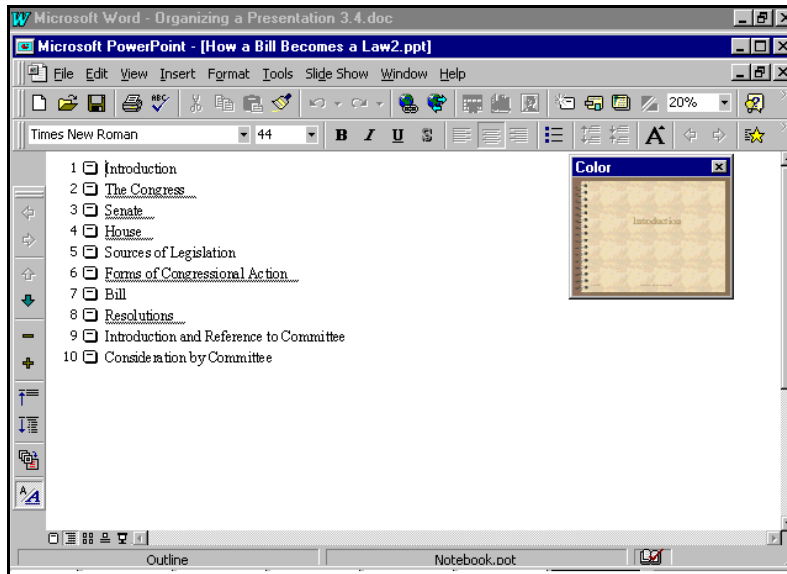 Microsoft Word - Organizing a Presentation 3.4.doc
Microsoft PowerPoint - [How a Bill Becomes a Law2.ppt]
File Edit View Insert Format Tools Slide Show Window Help
ABC 20%
Times New Roman 44 B I U S A
Color
Introduction
1 Introduction
2 The Congress
3 Senate
4 House
5 Sources of Legislation
6 Forms of Congressional Action
7 Bill
8 Resolutions
9 Introduction and Reference to Committee
10 Consideration by Committee
A/A
Outline Notebook.pot